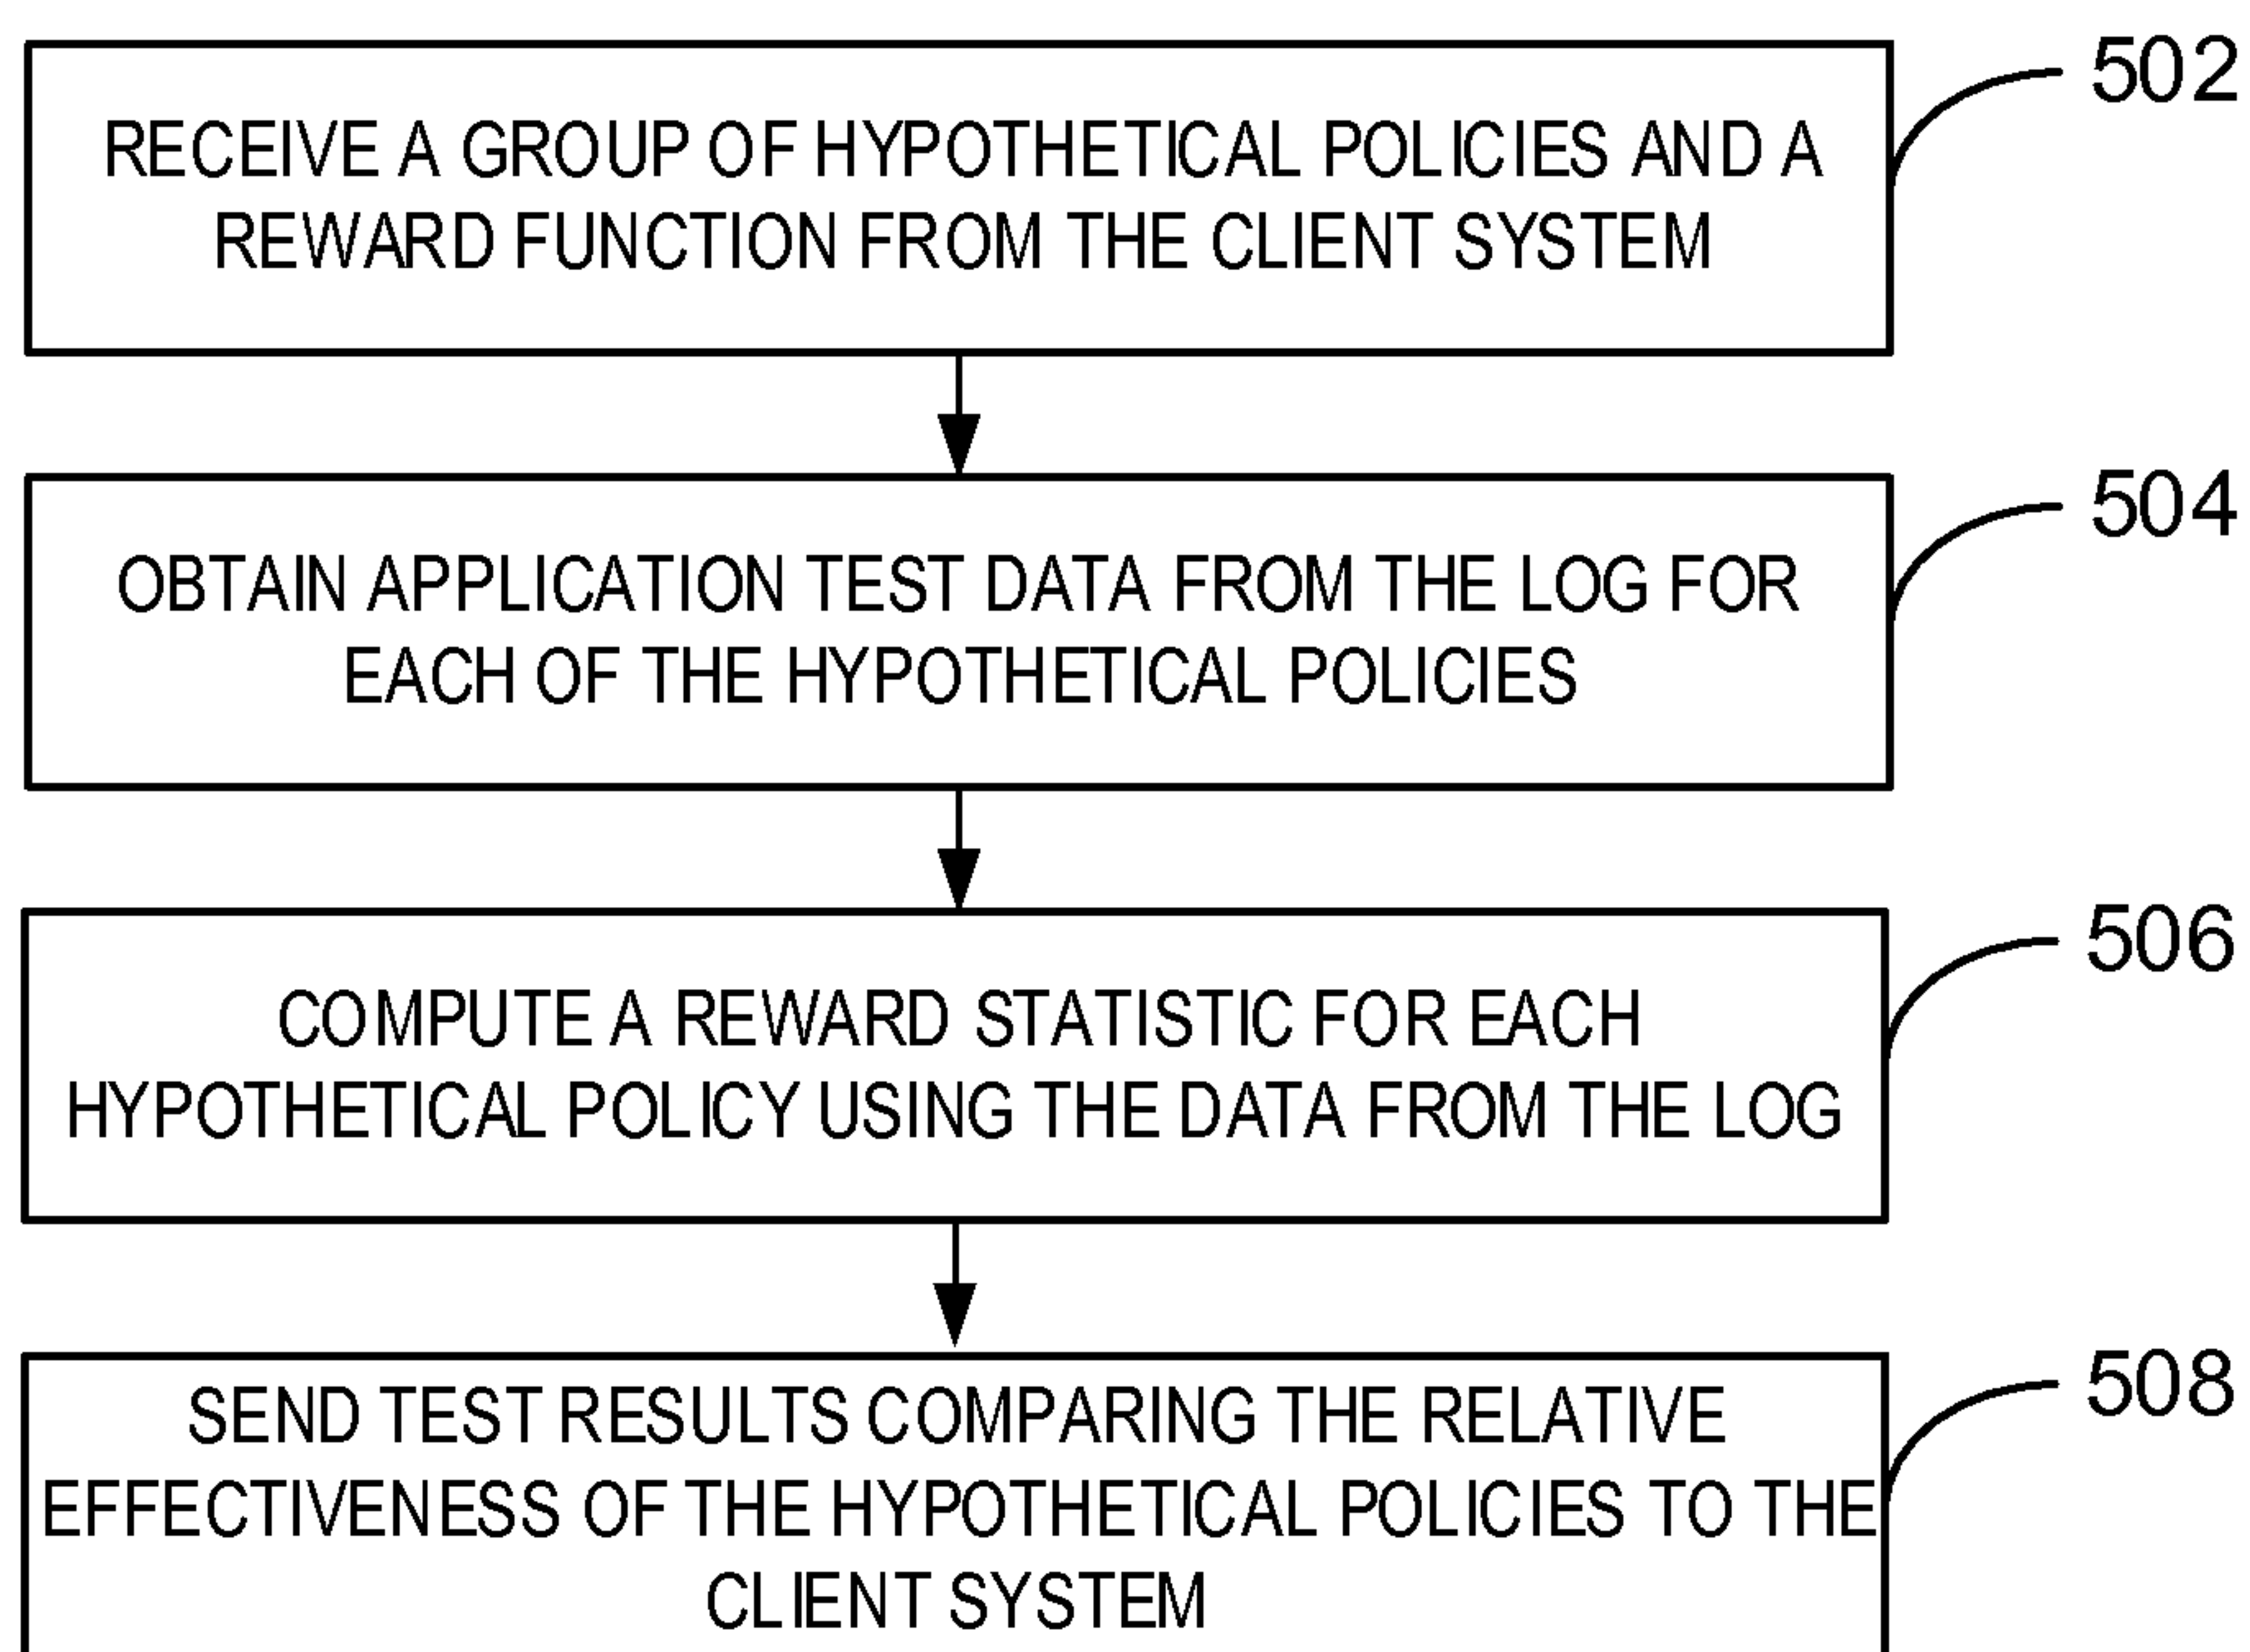 502
RECEIVE A GROUP OF HYPOTHETICAL POLICIES AND A
REWARD FUNCTION FROM THE CLIENT SYSTEM
504
OBTAIN APPLICATION TEST DATA FROM THE LOG FOR
EACH OF THE HYPOTHETICAL POLICIES
506
COMPUTE A REWARD STATISTIC FOR EACH
HYPOTHETICAL POLICY USING THE DATA FROM THE LOG
508
SEND TEST RESULTS COMPARING THE RELATIVE
EFFECTIVENESS OF THE HYPOTHETICAL POLICIES TO THE
CLIENT SYSTEM